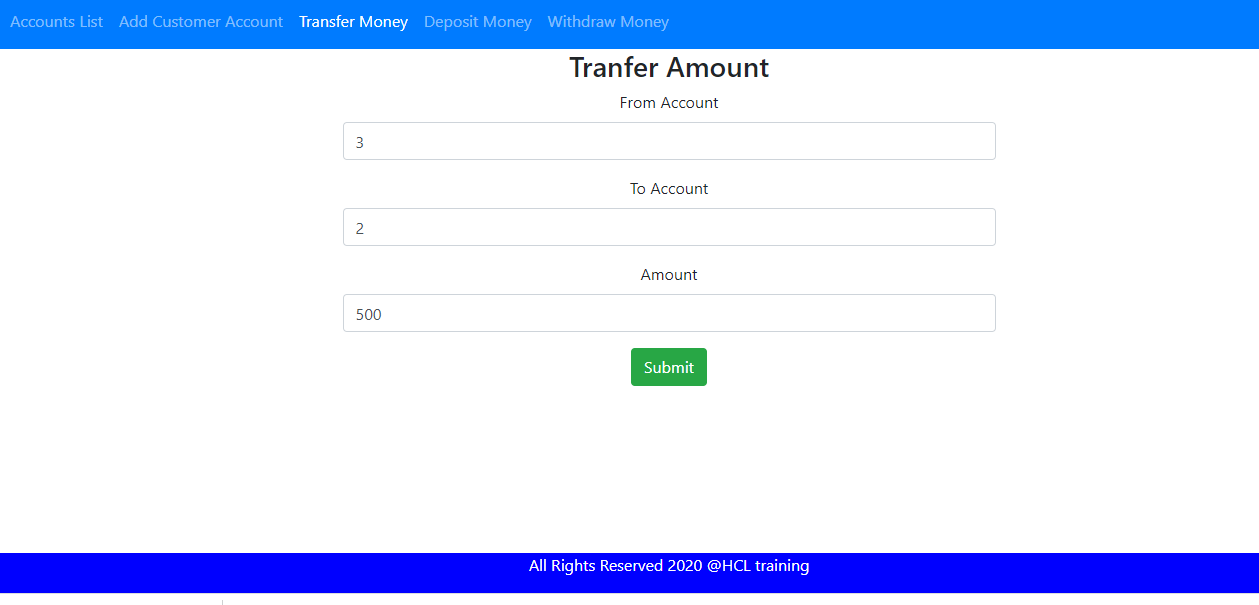 Accounts List Add Customer Account Transfer Money Deposit Money Withdraw Money
Tranfer Amount
From Account
3
To Account
2
Amount
500
Submit
All Rights Reserved 2020 @HCL training